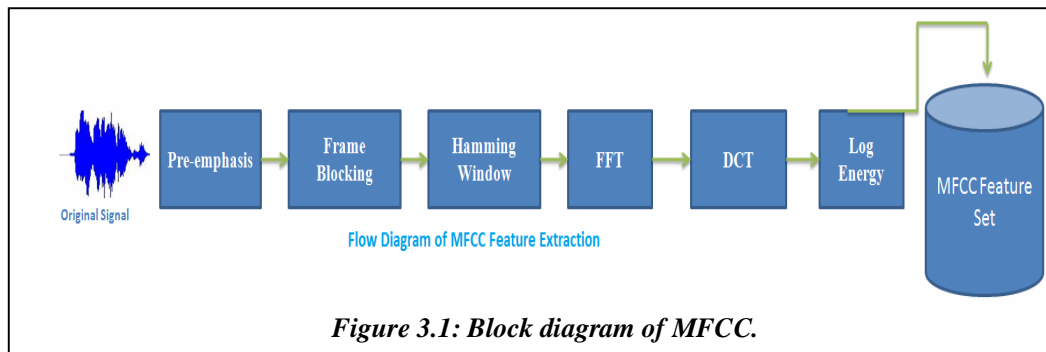 Original Signal
Pre-emphasis
Frame
Blocking
Hamming
Window
FFT
DCT
Log
Energy
MFCC Feature
Set
Flow Diagram of MFCC Feature Extraction
Figure 3.1: Block diagram of MFCC.